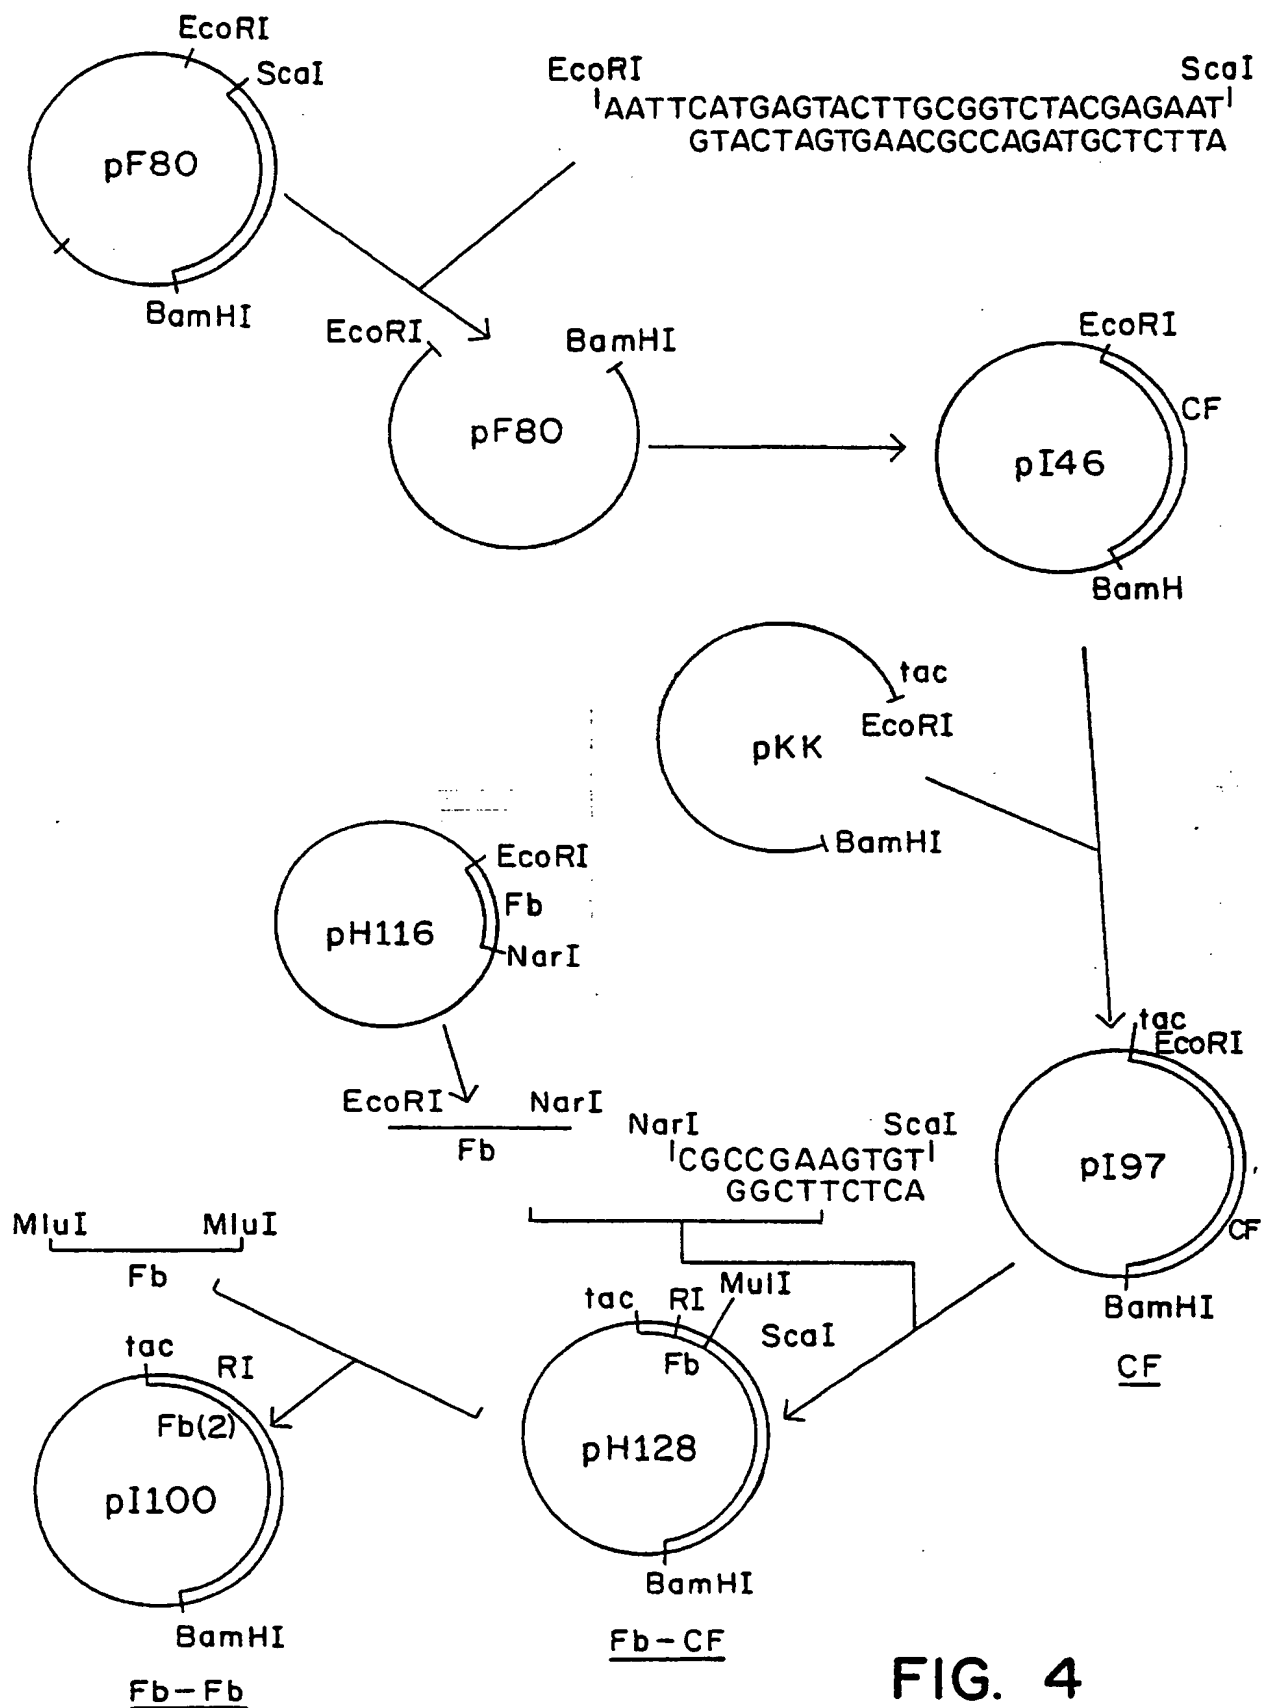 EcoRI
ScaI
pF80
BamHI
EcoRI
ScaI
AATTCATGAGTACTTGCGGTCTACGAGAAT
GTACTAGTGAACGCCAGATGCTCTTA
EcoRI
BamHI
pF80
EcoRI
CF
pI46
BamH
tac
EcoRI
pKK
BamHI
EcoRI
Fb
pH116
NarI
tac
EcoRI
pI97
CF
BamHI
CF
EcoRI
NarI
Fb
NarI
ScaI
CGCCGAAGTGT
GGCTTCTCA
MluI
MluI
Fb
tac
RI
MulI
ScaI
Fb
pH128
BamHI
Fb-CF
tac
RI
Fb(2)
pI100
BamHI
Fb-Fb
FIG. 4